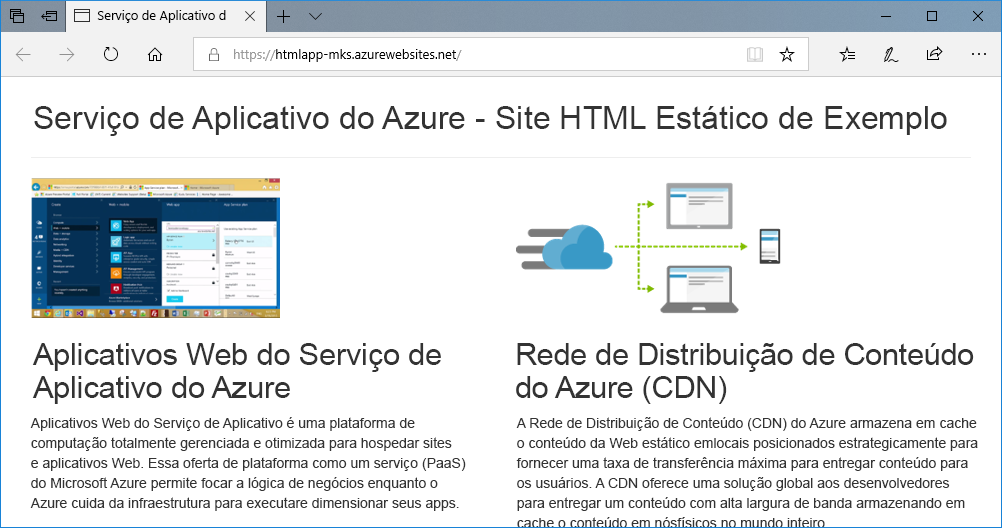 Serviço de Aplicativo d
https://htmlapp-mks.azurewebsites.net/
Serviço de Aplicativo do Azure - Site HTML Estático de Exemplo
Aplicativos Web do Serviço de
Aplicativo do Azure
Aplicativos Web do Serviço de Aplicativo é uma plataforma de
computação totalmente gerenciada e otimizada para hospedar sites
e aplicativos Web. Essa oferta de plataforma como um serviço (PaaS)
do Microsoft Azure permite focar a lógica de negócios enquanto o
Azure cuida da infraestrutura para executare dimensionar seus apps.
Rede de Distribuição de Conteúdo
do Azure (CDN)
A Rede de Distribuição de Conteúdo (CDN) do Azure armazena em cache
o conteúdo da Web estático emlocais posicionados estrategicamente para
fornecer uma taxa de transferência máxima para entregar conteúdo para
os usuários. A CDN oferece uma solução global aos desenvolvedores
para entregar um conteúdo com alta largura de banda armazenando em
cache o conteúdo em nósfísicos no mundo inteiro